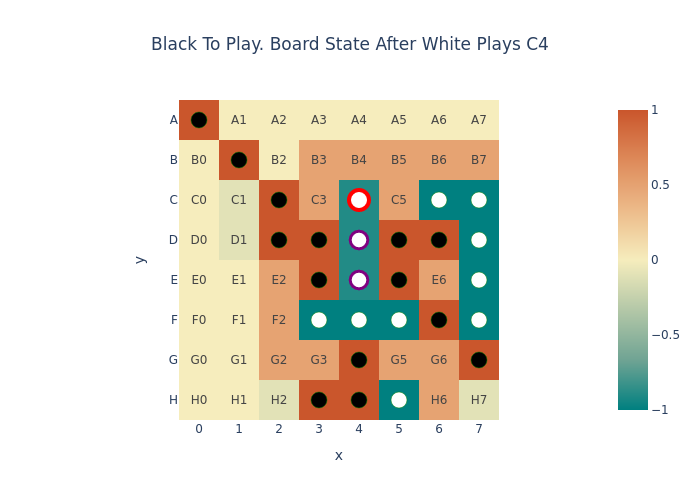 Black To Play. Board State After White Plays C4
A A1 A2 A3 A4 A5 A6 A7
B B0 B2 B3 B4 B5 B6 B7
C C0 C1 C3 C5
D D0 D1
E E0 E1 E2 E6
F F0 F1 F2
G G0 G1 G2 G3 G5 G6
H H0 H1 H2 H6 H7
0 1 2 3 4 5 6 7
x
y
1
0.5
0
−0.5
−1